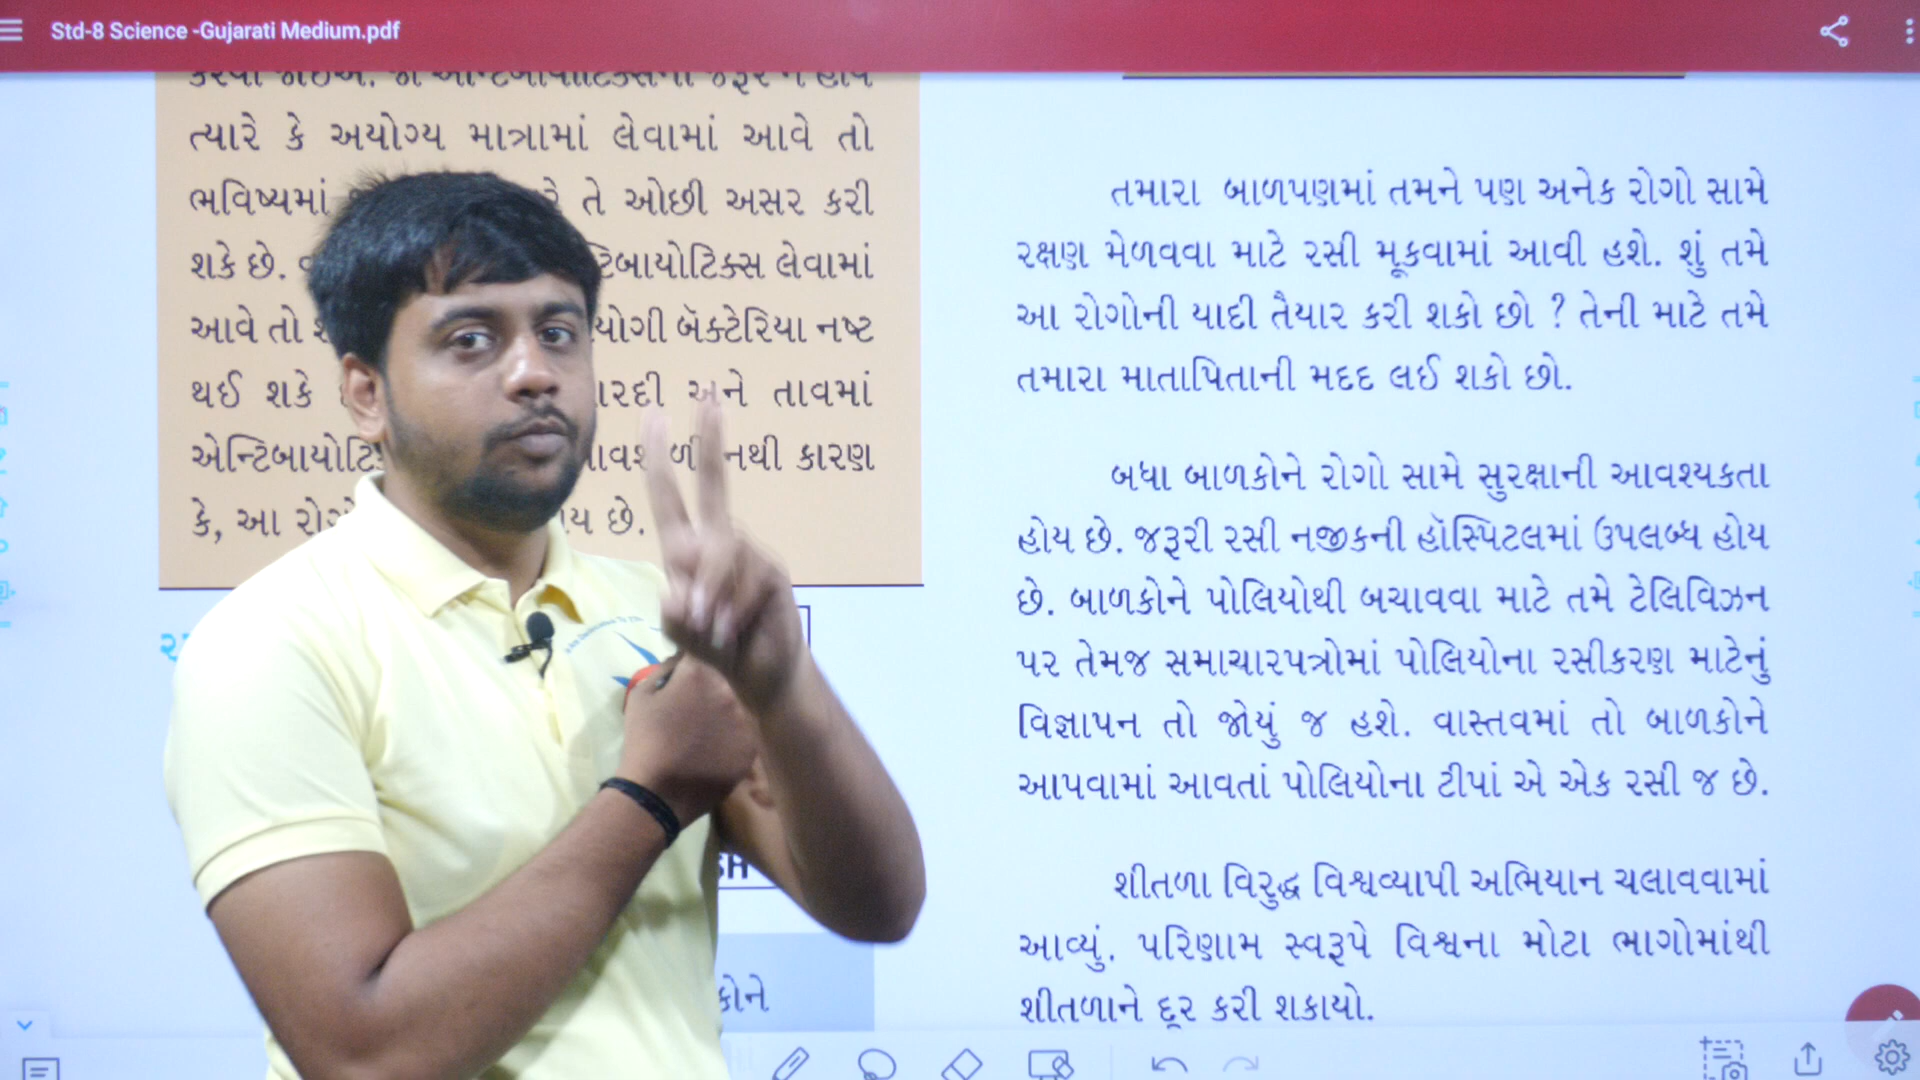 Std-8 Science -Gujarati Medium.pdf
ત્યારે કે અયોગ્ય માત્રામાં લેવામાં આવે તો
ભવિષ્યમાં તે ઓછી અસર કરી
શકે છે. લેવામાં
આવે તો બૅક્ટેરિયા નષ્ટ
થઈ શકે અને તાવમાં
નથી કારણ
કે, આ છે.
તમારા બાળપણમાં તમને પણ અનેક રોગો સામે
રક્ષણ મેળવવા માટે રસી મૂકવામાં આવી હશે. શું તમે
આ રોગોની યાદી તૈયાર કરી શકો છો ? તેની માટે તમે
તમારા માતાપિતાની મદદ લઈ શકો છો.
બધા બાળકોને રોગો સામે સુરક્ષાની આવશ્યકતા
હોય છે. જરૂરી રસી નજીકની હૉસ્પિટલમાં ઉપલબ્ધ હોય
છે. બાળકોને પોલિયોથી બચાવવા માટે તમે ટેલિવિઝન
પર તેમજ સમાચારપત્રોમાં પોલિયોના રસીકરણ માટેનું
વિજ્ઞાપન તો જોયું જ હશે. વાસ્તવમાં તો બાળકોને
આપવામાં આવતાં પોલિયોના ટીપાં એ એક રસી જ છે.
શીતળા વિરુદ્ધ વિશ્વવ્યાપી અભિયાન ચલાવવામાં
આવ્યું. પરિણામ સ્વરૂપે વિશ્વના મોટા ભાગોમાંથી
શીતળાને દૂર કરી શકાયો.